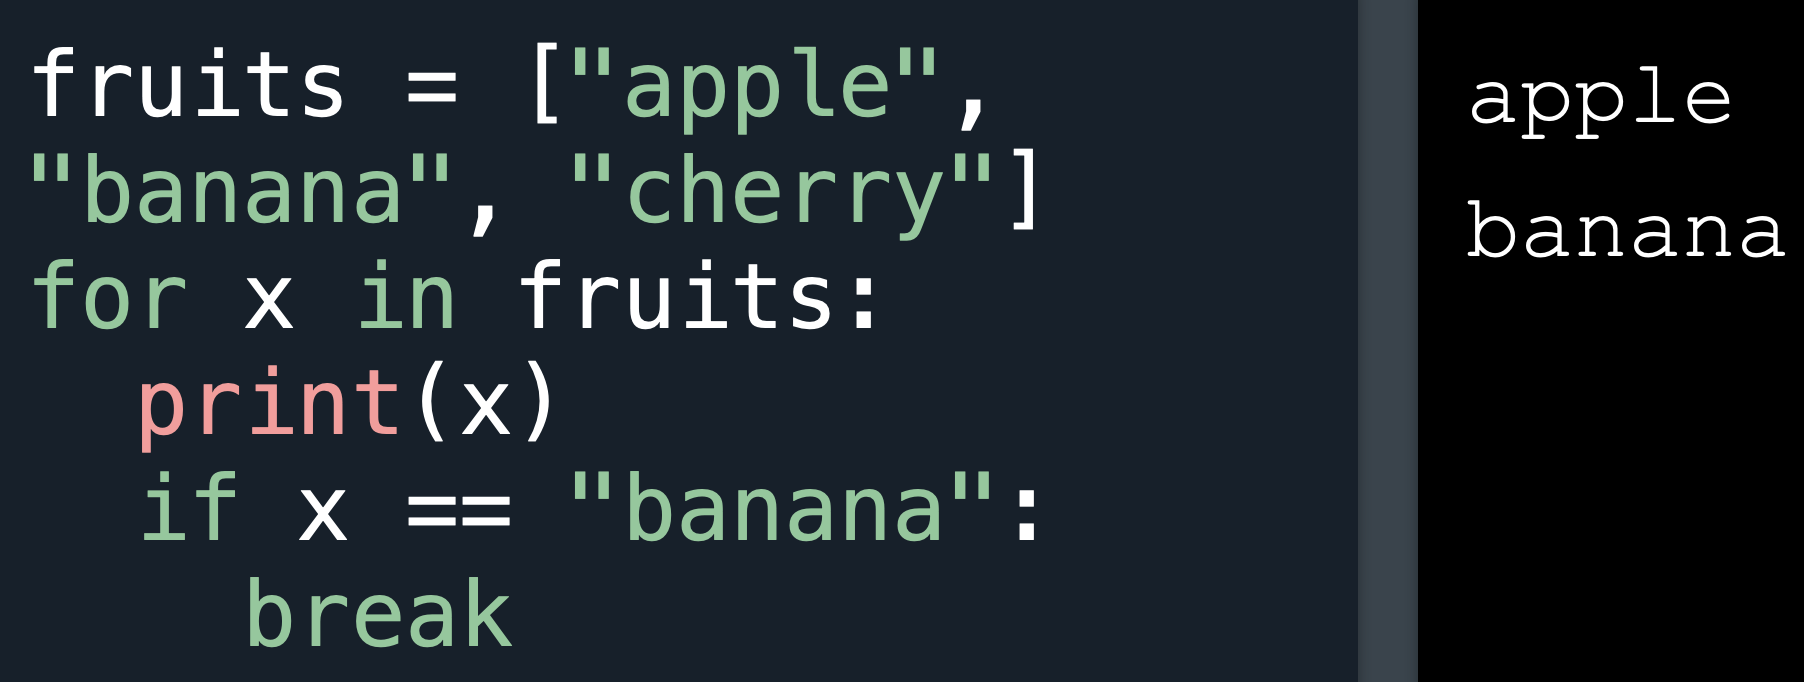 fruits = ["apple",
"banana", "cherry"]
for x in fruits:
  print(x)
  if x == "banana":
    break
apple
banana